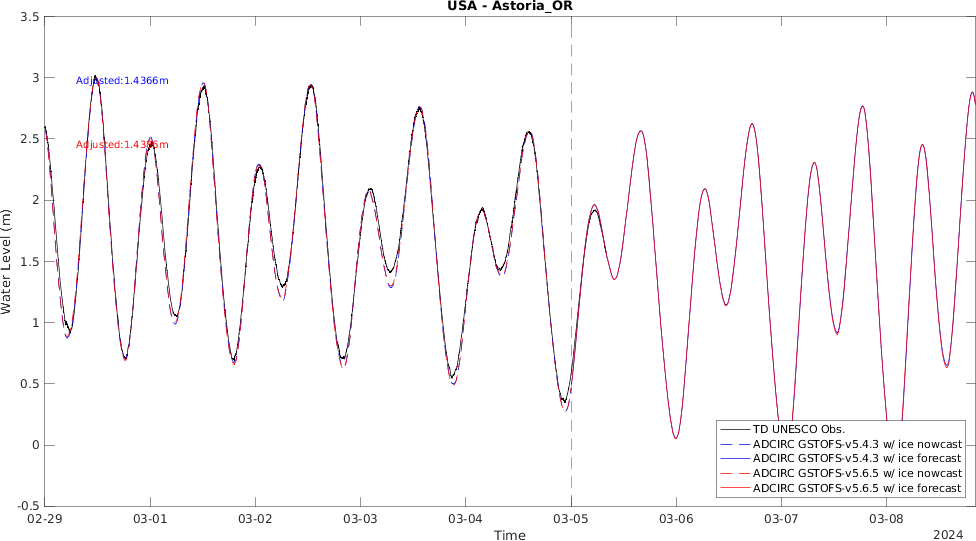 USA - Astoria_OR
3.5
3
2.5
2
1.5
1
0.5
0
-0.5
Water Level (m)
Adjusted:1.4366m
Adjusted:1.4366m
TD UNESCO Obs.
ADCIRC GSTOFS-v5.4.3 w/ ice nowcast
ADCIRC GSTOFS-v5.4.3 w/ ice forecast
ADCIRC GSTOFS-v5.6.5 w/ ice nowcast
ADCIRC GSTOFS-v5.6.5 w/ ice forecast
02-29 03-01 03-02 03-03 03-04 03-05 03-06 03-07 03-08
Time
2024